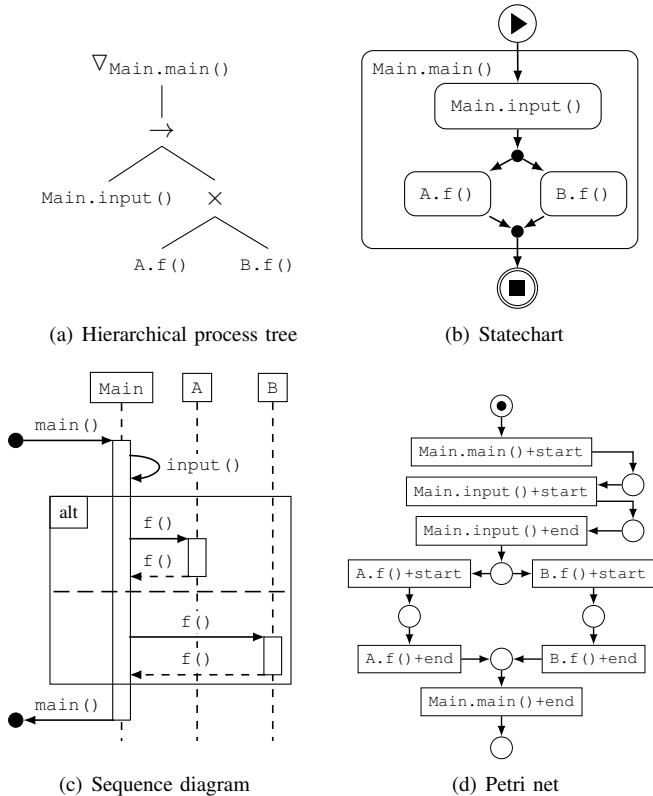 ∇Main.main()
→
Main.input() ×
A.f() B.f()
(a) Hierarchical process tree
Main.main()
Main.input()
A.f() B.f()
(b) Statechart
Main A B
main()
input()
alt
f()
f()
f()
f()
main()
(c) Sequence diagram
Main.main()+start
Main.input()+start
Main.input()+end
A.f()+start B.f()+start
A.f()+end B.f()+end
Main.main()+end
(d) Petri net